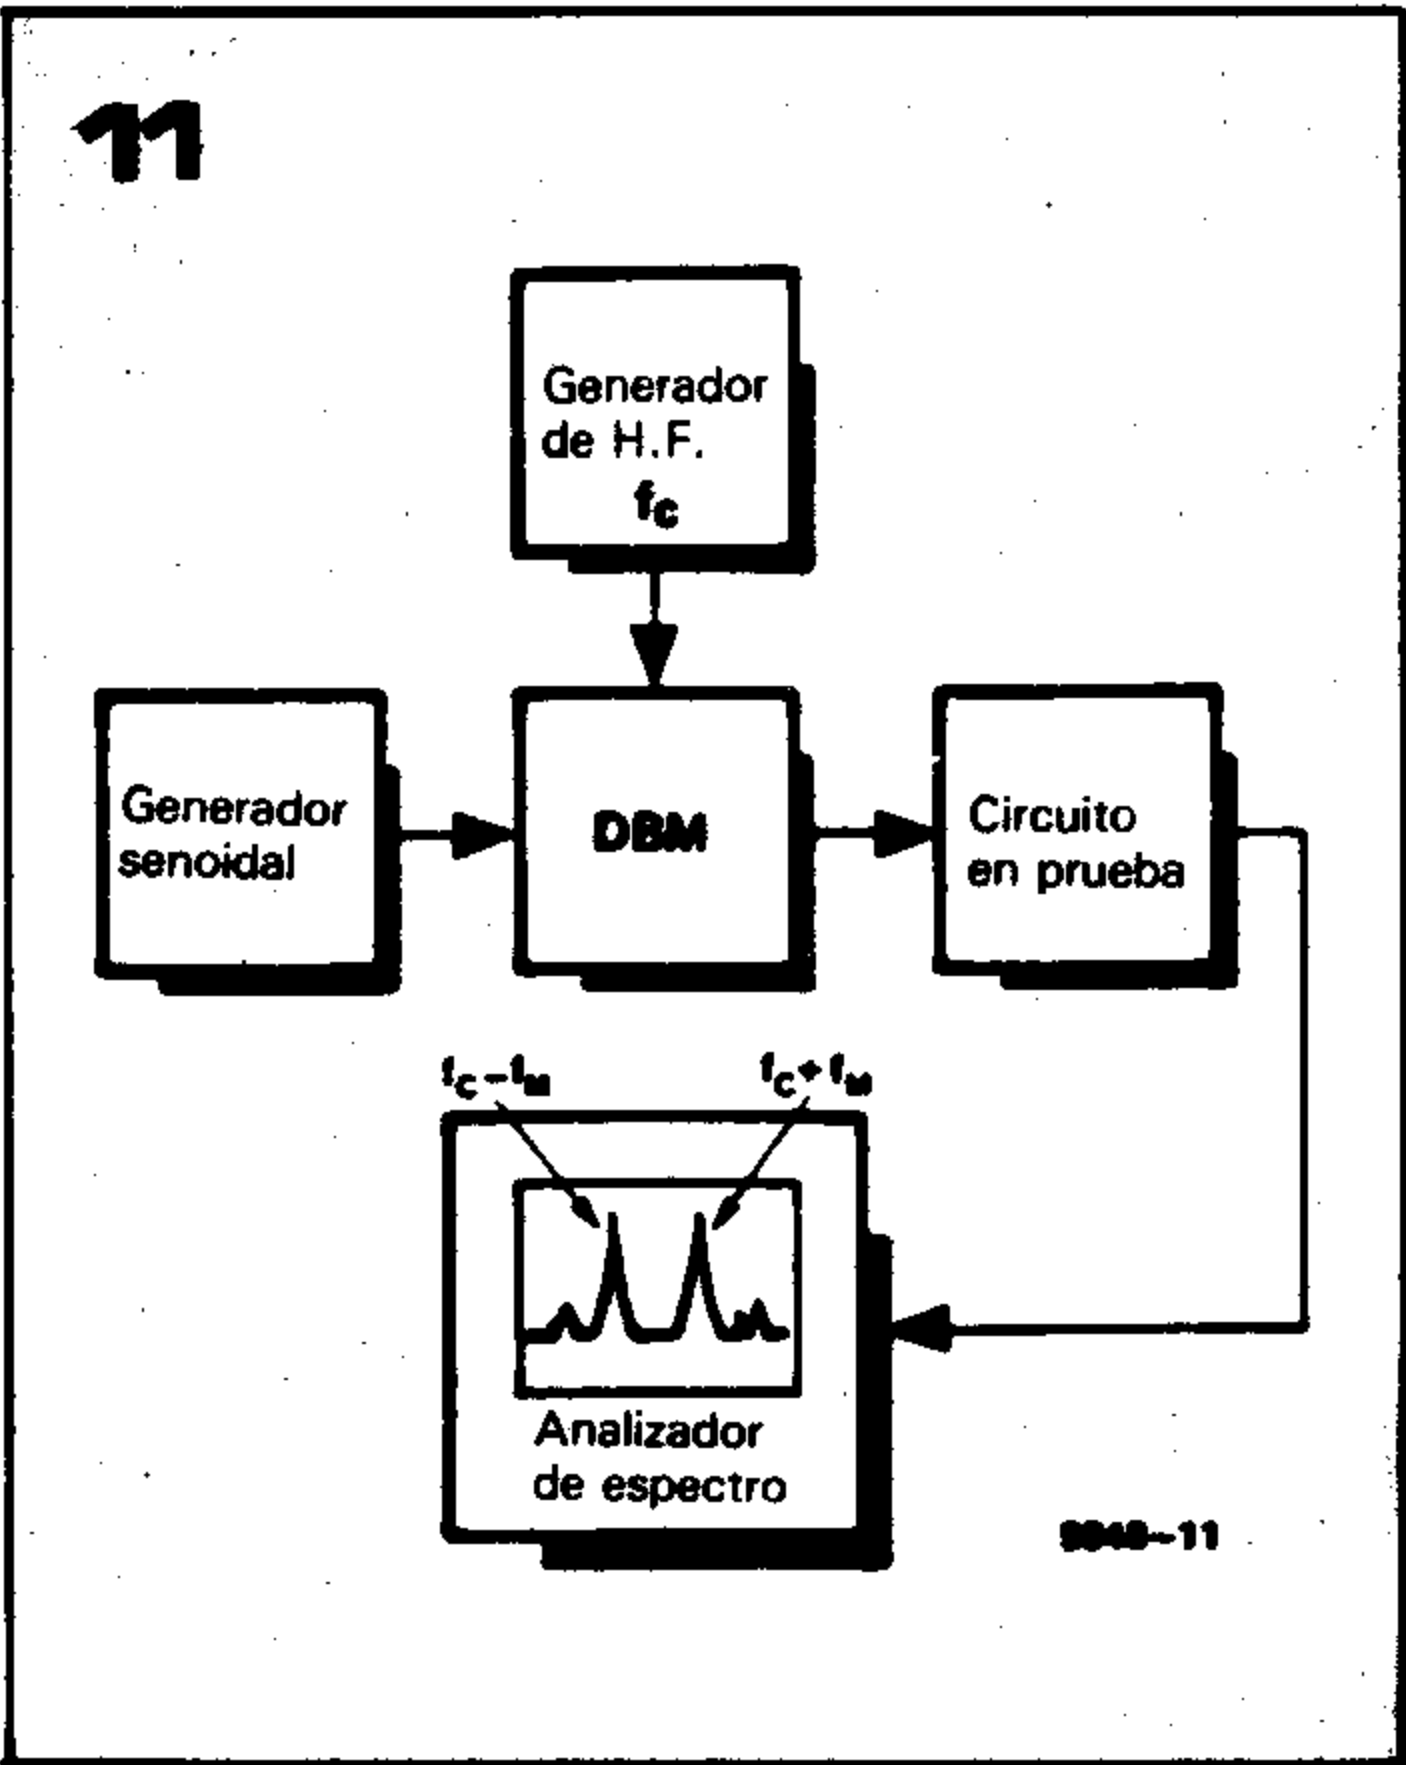 11
Generador
de H.F.
fc
Generador
senoidal
DBM
Circuito
en prueba
fC-fM
fC+fM
Analizador
de espectro